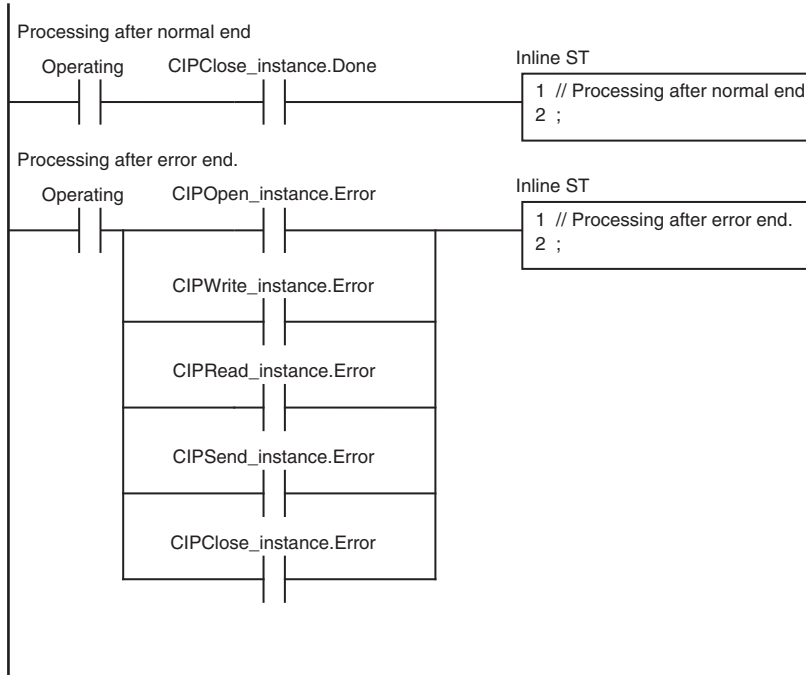 Processing after normal end
Operating CIPClose_instance.Done Inline ST
1 // Processing after normal end
2 ;
Processing after error end.
Operating CIPOpen_instance.Error Inline ST
1 // Processing after error end.
2 ;
CIPWrite_instance.Error
CIPRead_instance.Error
CIPSend_instance.Error
CIPClose_instance.Error